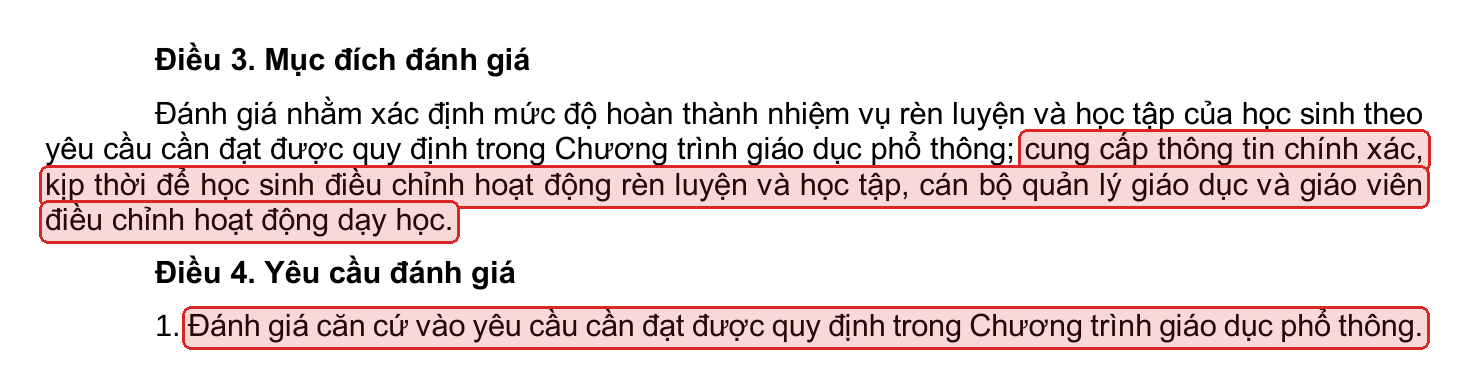 Điều 3. Mục đích đánh giá
Đánh giá nhằm xác định mức độ hoàn thành nhiệm vụ rèn luyện và học tập của học sinh theo
yêu cầu cần đạt được quy định trong Chương trình giáo dục phổ thông; cung cấp thông tin chính xác,
kịp thời để học sinh điều chỉnh hoạt động rèn luyện và học tập, cán bộ quản lý giáo dục và giáo viên
điều chỉnh hoạt động dạy học.
Điều 4. Yêu cầu đánh giá
1. Đánh giá căn cứ vào yêu cầu cần đạt được quy định trong Chương trình giáo dục phổ thông.